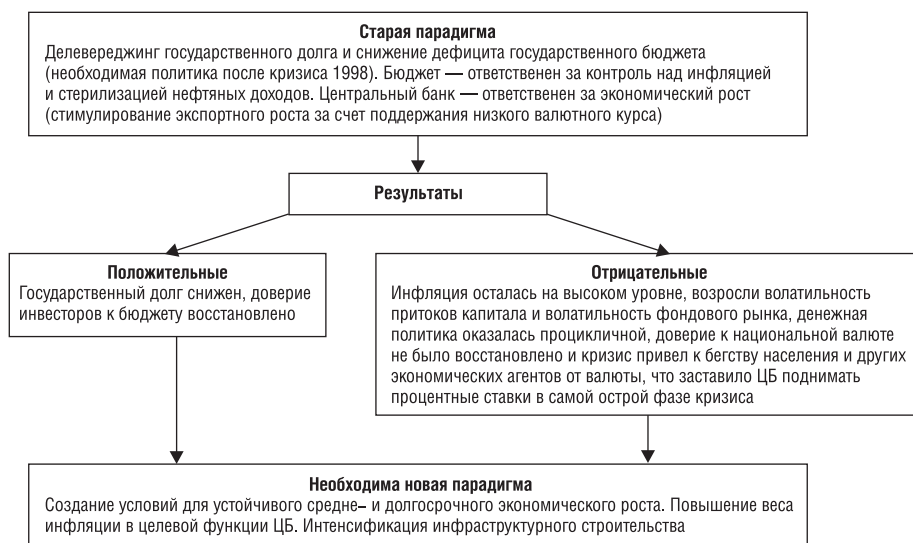 Старая парадигма
Делевереджинг государственного долга и снижение дефицита государственного бюджета
(необходимая политика после кризиса 1998). Бюджет — ответственен за контроль над инфляцией
и стерилизацией нефтяных доходов. Центральный банк — ответственен за экономический рост
(стимулирование экспортного роста за счет поддержания низкого валютного курса)
Результаты
Положительные
Государственный долг снижен, доверие
инвесторов к бюджету восстановлено
Отрицательные
Инфляция осталась на высоком уровне, возросли волатильность
притоков капитала и волатильность фондового рынка, денежная
политика оказалась процикличной, доверие к национальной валюте
не было восстановлено и кризис привел к бегству населения и других
экономических агентов от валюты, что заставило ЦБ поднимать
процентные ставки в самой острой фазе кризиса
Необходима новая парадигма
Создание условий для устойчивого средне– и долгосрочного экономического роста. Повышение веса
инфляции в целевой функции ЦБ. Интенсификация инфраструктурного строительства